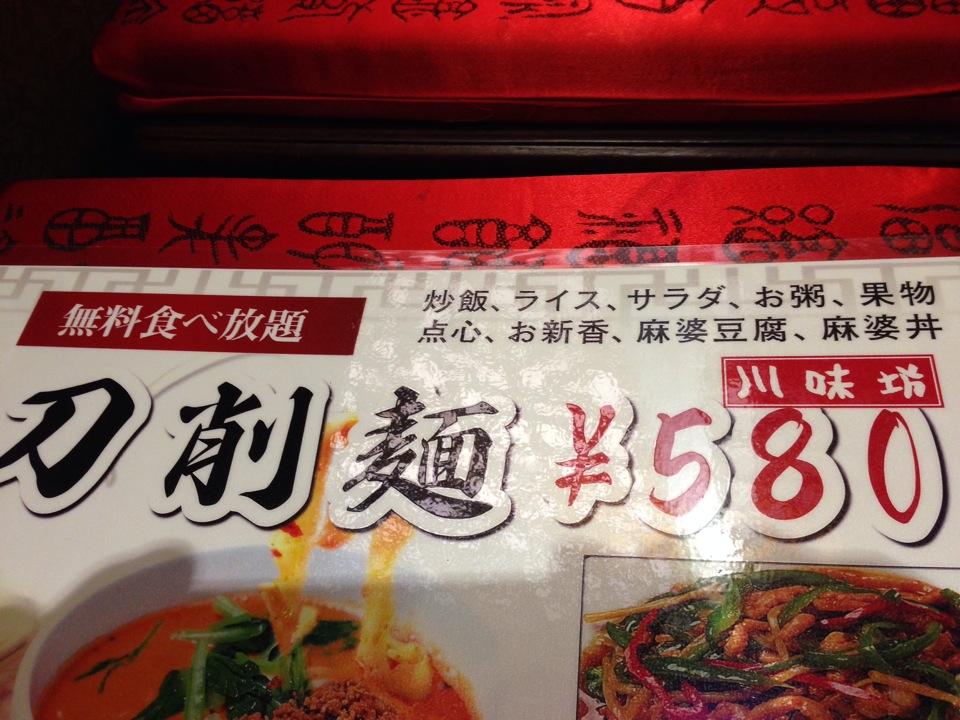 無料食べ放題
炒飯、ライス、サラダ、お粥、果物
点心、お新香、麻婆豆腐、麻婆丼
川味坊
刀削麺 ¥580